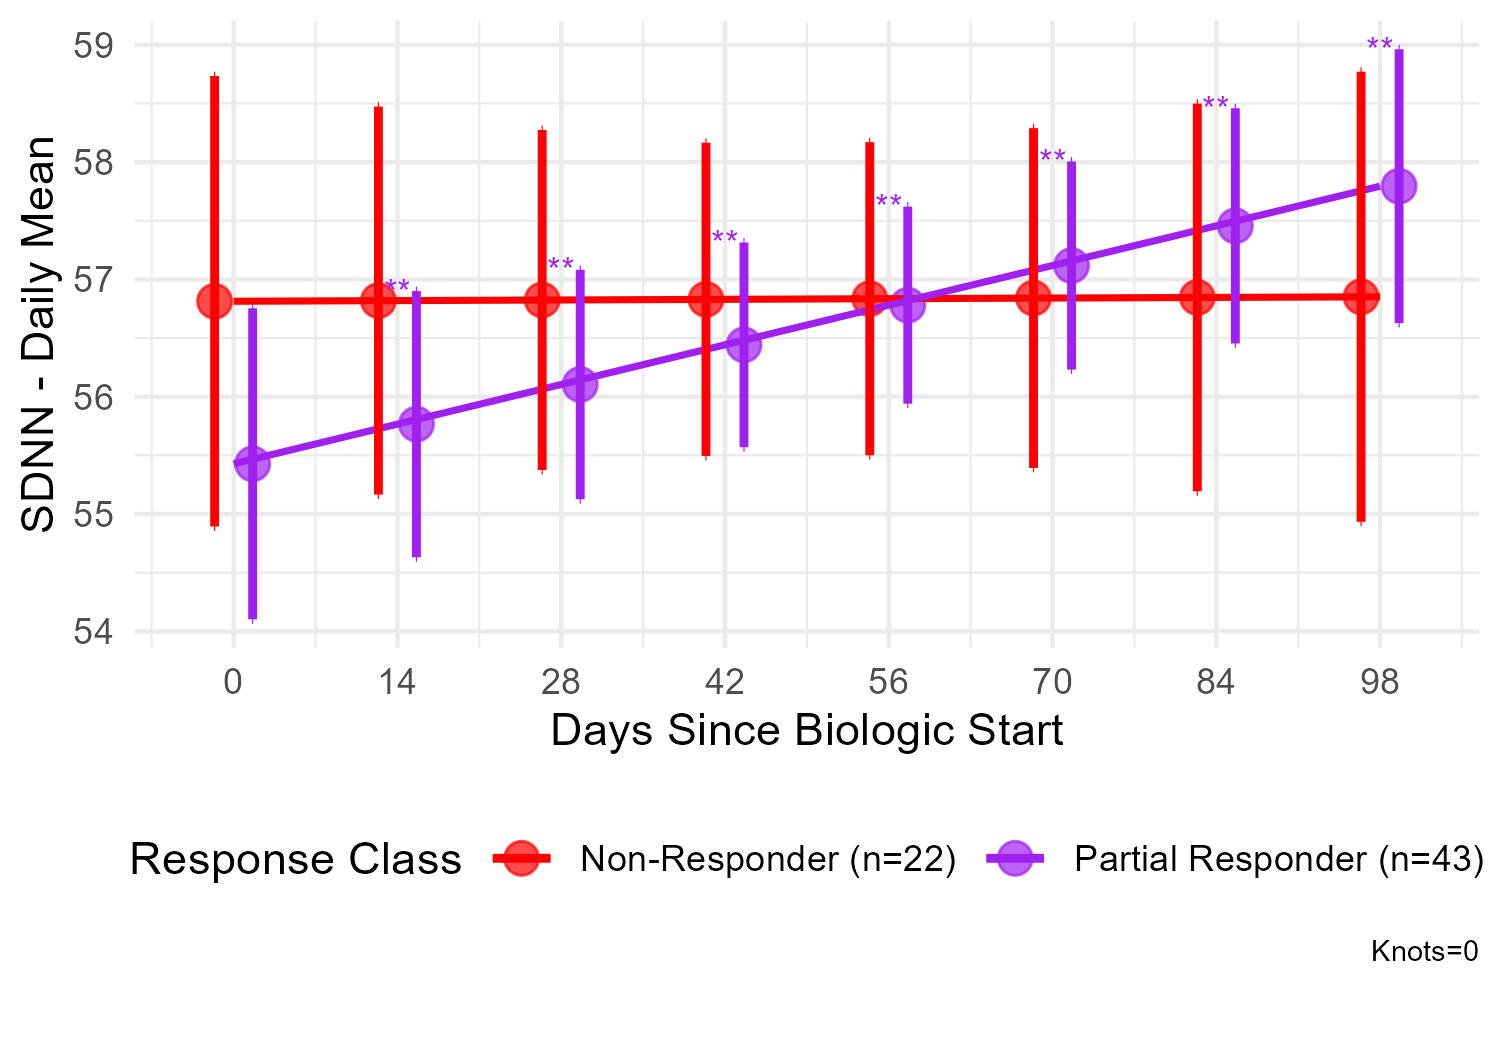 59
58
57
56
55
54
SDNN - Daily Mean
**
**
**
**
**
**
**
0 14 28 42 56 70 84 98
Days Since Biologic Start
Response Class Non-Responder (n=22) Partial Responder (n=43)
Knots=0